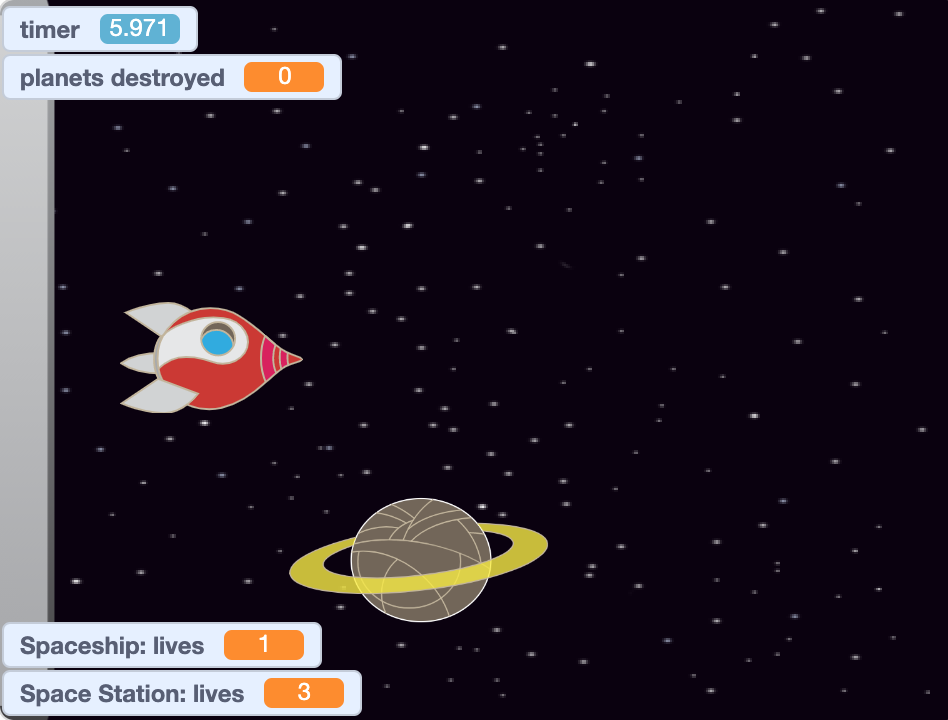 timer 5.971
planets destroyed 0
Spaceship: lives 1
Space Station: lives 3